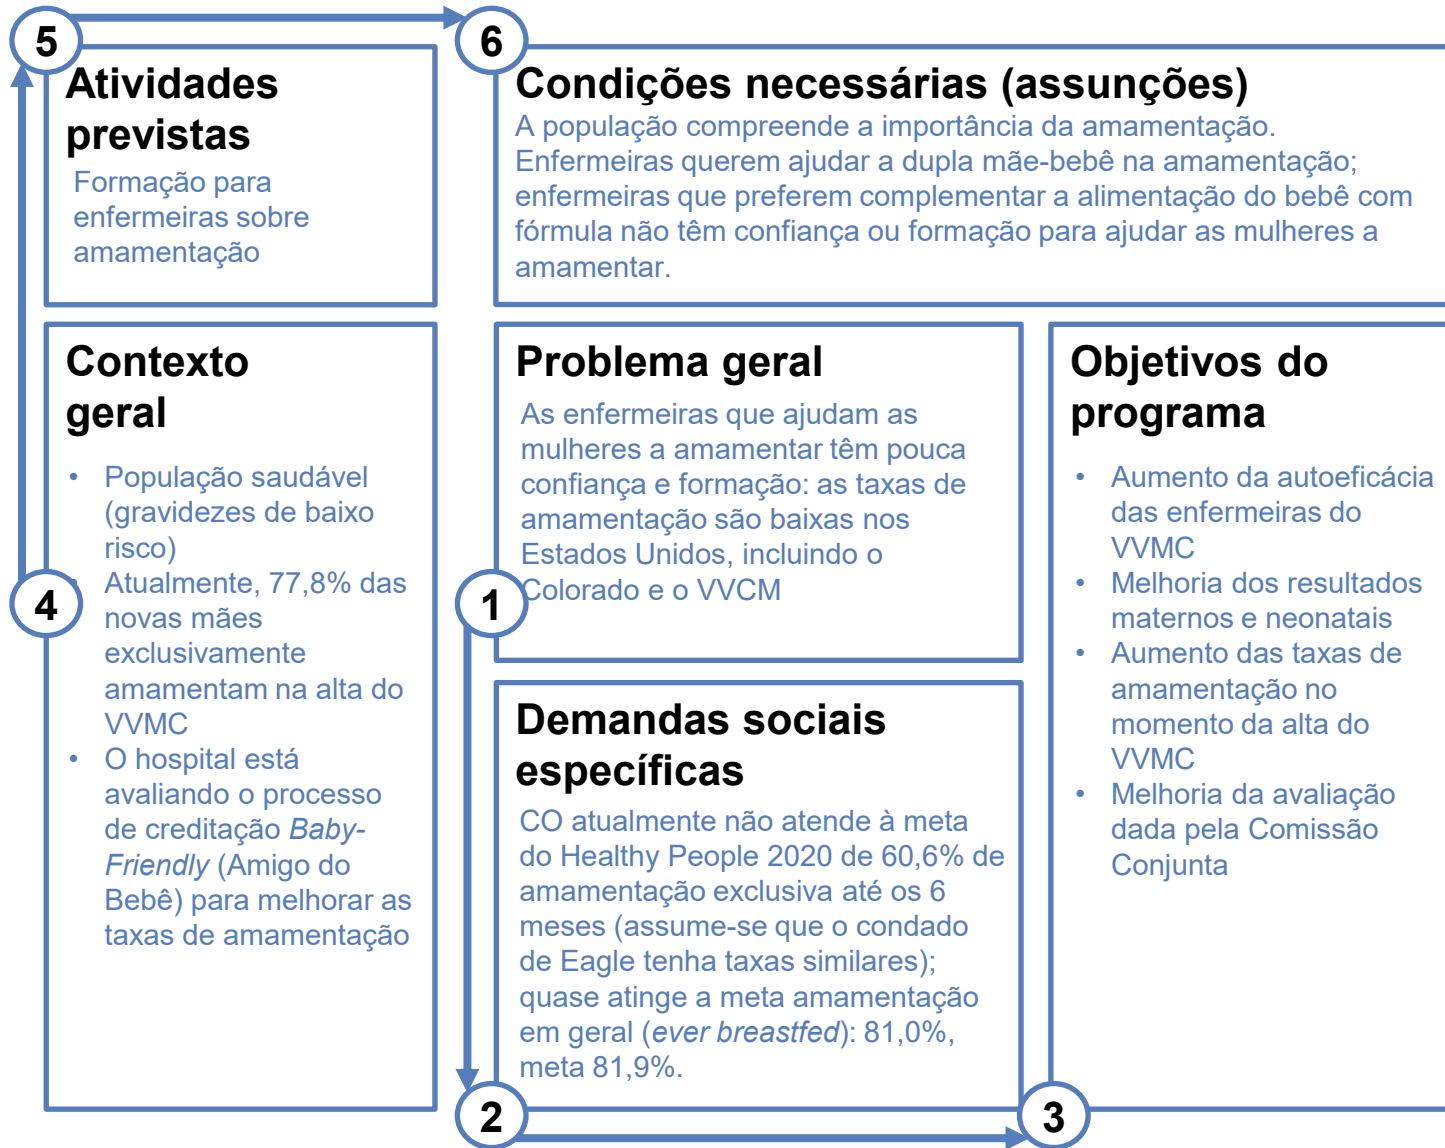 5
Atividades
previstas
Formação para
enfermeiras sobre
amamentação
6
Condições necessárias (assunções)
A população compreende a importância da amamentação.
Enfermeiras querem ajudar a dupla mãe-bebê na amamentação;
enfermeiras que preferem complementar a alimentação do bebê com
fórmula não têm confiança ou formação para ajudar as mulheres a
amamentar.
Contexto
geral
• População saudável
(gravidezes de baixo
risco)
• Atualmente, 77,8% das
novas mães
exclusivamente
amamentam na alta do
VVMC
• O hospital está
avaliando o processo
de creditação Baby-
Friendly (Amigo do
Bebê) para melhorar as
taxas de amamentação
4
Problema geral
As enfermeiras que ajudam as
mulheres a amamentar têm pouca
confiança e formação: as taxas de
amamentação são baixas nos
Estados Unidos, incluindo o
Colorado e o VVCM
1
Demandas sociais
específicas
CO atualmente não atende à meta
do Healthy People 2020 de 60,6% de
amamentação exclusiva até os 6
meses (assume-se que o condado
de Eagle tenha taxas similares);
quase atinge a meta amamentação
em geral (ever breastfed): 81,0%,
meta 81,9%.
2
Objetivos do
programa
• Aumento da autoeficácia
das enfermeiras do
VVMC
• Melhoria dos resultados
maternos e neonatais
• Aumento das taxas de
amamentação no
momento da alta do
VVMC
• Melhoria da avaliação
dada pela Comissão
Conjunta
3